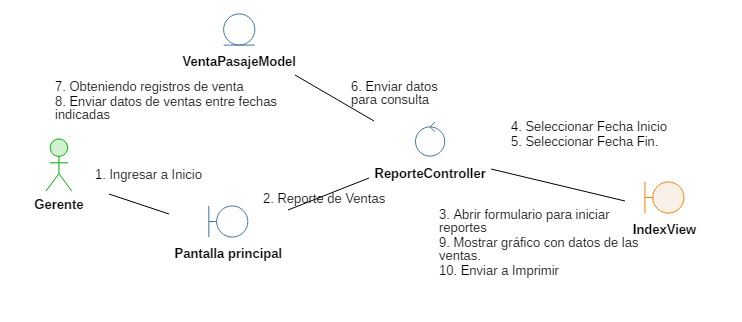 VentaPasajeModel
7. Obteniendo registros de venta
8. Enviar datos de ventas entre fechas
indicadas
6. Enviar datos
para consulta
4. Seleccionar Fecha Inicio
5. Seleccionar Fecha Fin.
1. Ingresar a Inicio
ReporteController
Gerente
2. Reporte de Ventas
3. Abrir formulario para iniciar
reportes
9. Mostrar gráfico con datos de las
ventas.
10. Enviar a Imprimir
IndexView
Pantalla principal